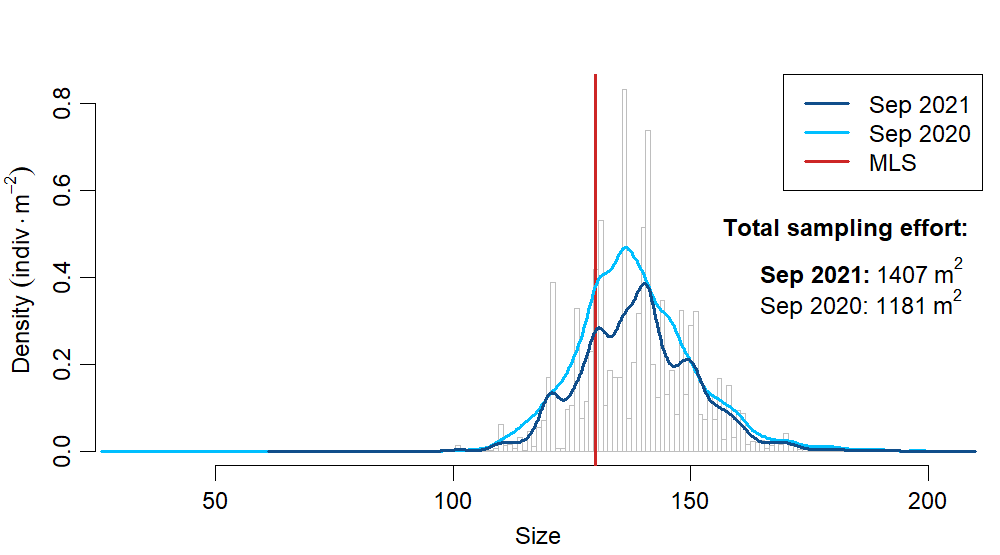 Sep 2021
Sep 2020
MLS
Total sampling effort:
Sep 2021: 1407 m²
Sep 2020: 1181 m²
Density (indiv · m⁻²)
0.0
0.2
0.4
0.6
0.8
50
100
150
200
Size